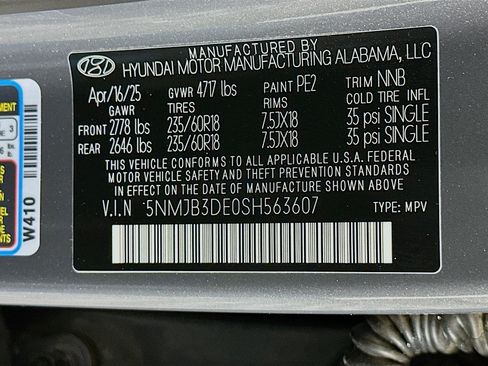 MANUFACTURED BY
HYUNDAI MOTOR MANUFACTURING ALABAMA, LLC
Apr/16/25 GVWR 4717 lbs PAINT PE2 TRIM NNB
TIRES RIMS COLD TIRE INFL
FRONT 2778 lbs 235/60R18 7.5JX18 35 psi SINGLE
REAR 2646 lbs 235/60R18 7.5JX18 35 psi SINGLE
THIS VEHICLE CONFORMS TO ALL APPLICABLE U.S.A. FEDERAL
MOTOR VEHICLE SAFETY AND THEFT PREVENTION STANDARDS
IN EFFECT ON THE DATE OF MANUFACTURE SHOWN ABOVE.
V.I.N 5NMJB3DE0SH563607 TYPE: MPV
W410